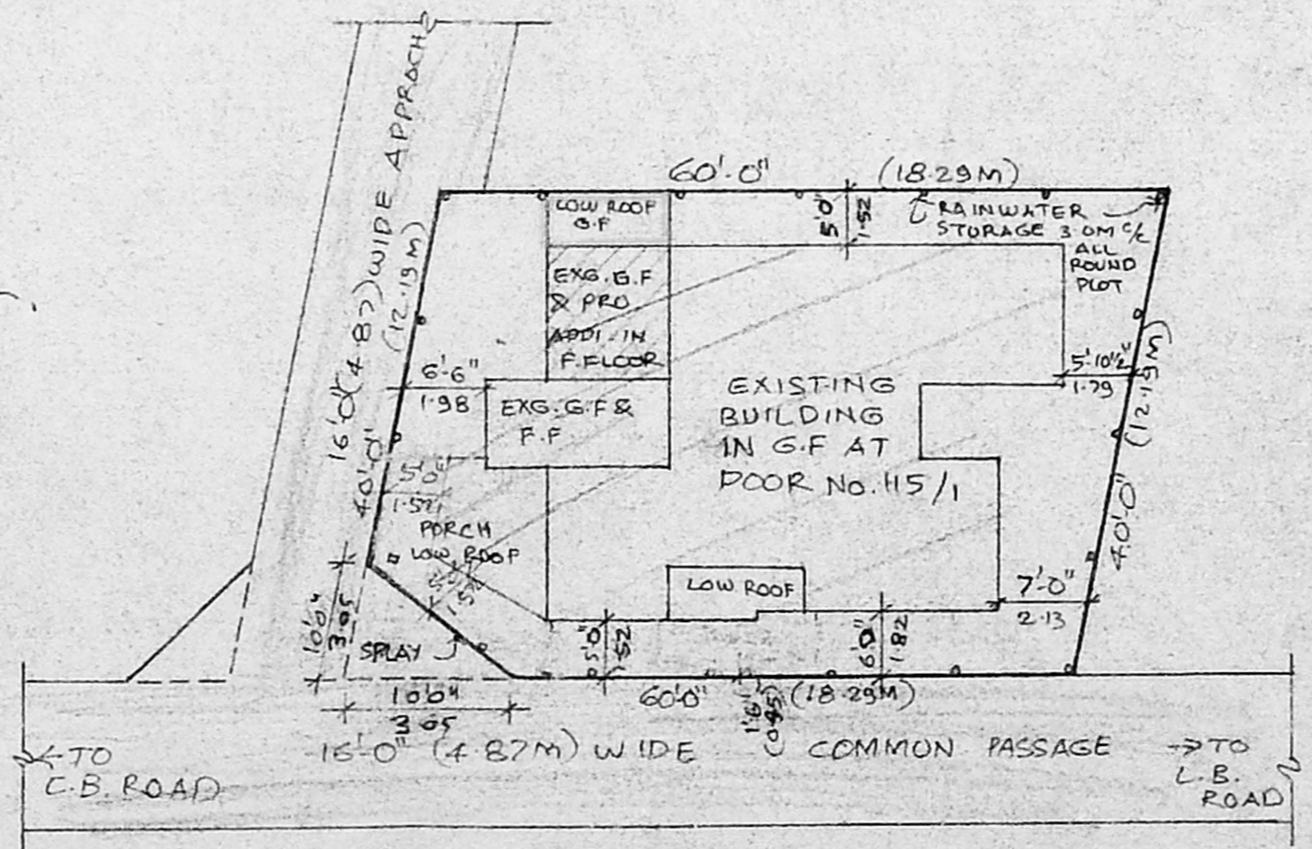 16'.0" (4.87) WIDE APPROACH
60'.0" (18.29M)
LOW ROOF
G.F
5'0"
1.52
RAINWATER
STORAGE 3.0M C/C
ALL
ROUND
PLOT
EXG. G.F
& PRO
ADDI. IN
F.FLOOR
40'.0" (12.19M)
6'-6"
1.98
EXG. G.F &
F.F
EXISTING
BUILDING
IN G.F AT
DOOR No. 115/1
5'-10½"
1.79
40'.0" (12.19M)
5'0"
PORCH
LOW ROOF
LOW ROOF
7'-0"
2.13
10'0"
3.05
SPLAY
5'0"
1.52
6'0"
1.82
10'0"
3.05
60'0" (18.29M)
1'6"
0.45
16'-0" (4.87M) WIDE COMMON PASSAGE
← TO
L.B. ROAD
→ TO
L.B.
ROAD